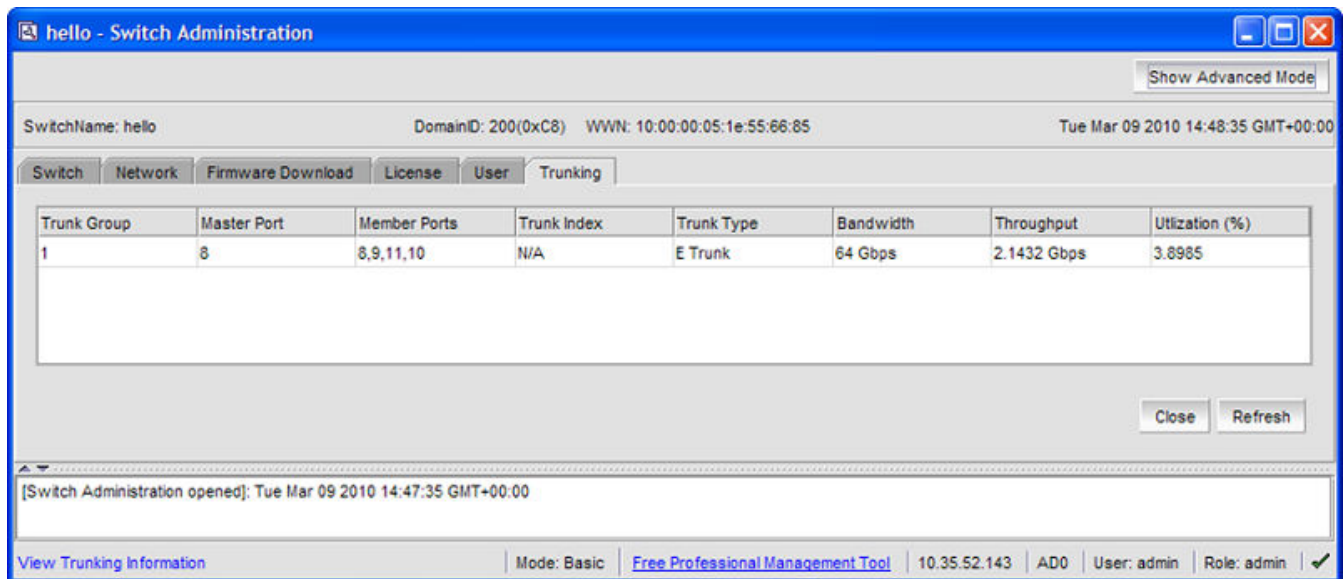 hello - Switch Administration
Show Advanced Mode
SwitchName: hello DomainID: 200(0xC8) WWN: 10:00:00:05:1e:55:66:85 Tue Mar 09 2010 14:48:35 GMT+00:00
Switch Network Firmware Download License User Trunking
Trunk Group Master Port Member Ports Trunk Index Trunk Type Bandwidth Throughput Utlization (%)
1 8 8,9,11,10 N/A E Trunk 64 Gbps 2.1432 Gbps 3.8985
Close Refresh
[Switch Administration opened]: Tue Mar 09 2010 14:47:35 GMT+00:00
View Trunking Information Mode: Basic Free Professional Management Tool 10.35.52.143 AD0 User: admin Role: admin